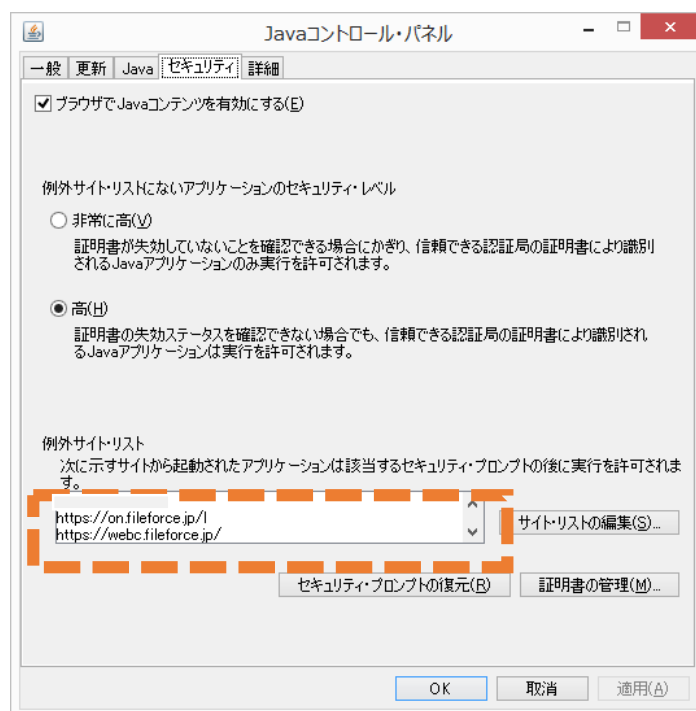 Javaコントロール・パネル
一般 更新 Java セキュリティ 詳細
ブラウザでJavaコンテンツを有効にする(E)
例外サイト・リストにないアプリケーションのセキュリティ・レベル
非常に高(V)
証明書が失効していないことを確認できる場合にかぎり、信頼できる認証局の証明書により識別
されるJavaアプリケーションのみ実行を許可されます。
高(H)
証明書の失効ステータスを確認できない場合でも、信頼できる認証局の証明書により識別され
るJavaアプリケーションは実行を許可されます。
例外サイト・リスト
次に示すサイトから起動されたアプリケーションは該当するセキュリティ・プロンプトの後に実行を許可されま
す。
https://on.fileforce.jp/l
https://webc.fileforce.jp/
サイト・リストの編集(S)...
セキュリティ・プロンプトの復元(R) 証明書の管理(M)...
OK 取消 適用(A)